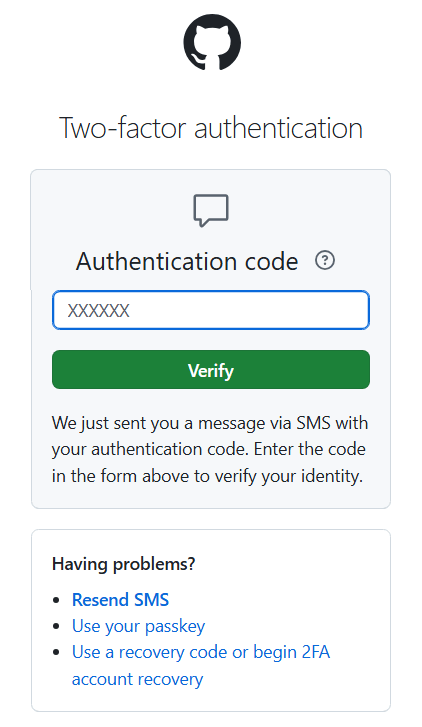 Two-factor authentication
Authentication code
XXXXXX
Verify
We just sent you a message via SMS with
your authentication code. Enter the code
in the form above to verify your identity.
Having problems?
Resend SMS
Use your passkey
Use a recovery code or begin 2FA
account recovery